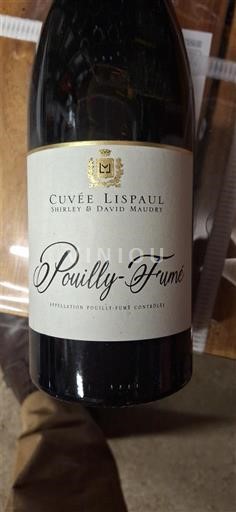 M
CUVÉE LISPAUL
SHIRLEY & DAVID MAUDRY
Pouilly-Fumé
APPELLATION POUILLY-FUMÉ CONTRÔLÉE